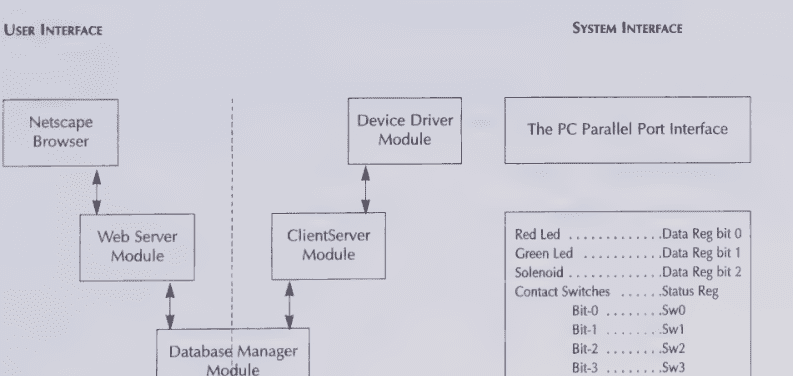 USER INTERFACE
SYSTEM INTERFACE
Netscape
Browser
Device Driver
Module
The PC Parallel Port Interface
Web Server
Module
ClientServer
Module
Red Led .............Data Reg bit 0
Green Led ............Data Reg bit 1
Solenoid .............Data Reg bit 2
Contact Switches ......Status Reg
Bit-0 ........Sw0
Bit-1 ........Sw1
Bit-2 ........Sw2
Bit-3 ........Sw3
Database Manager
Module